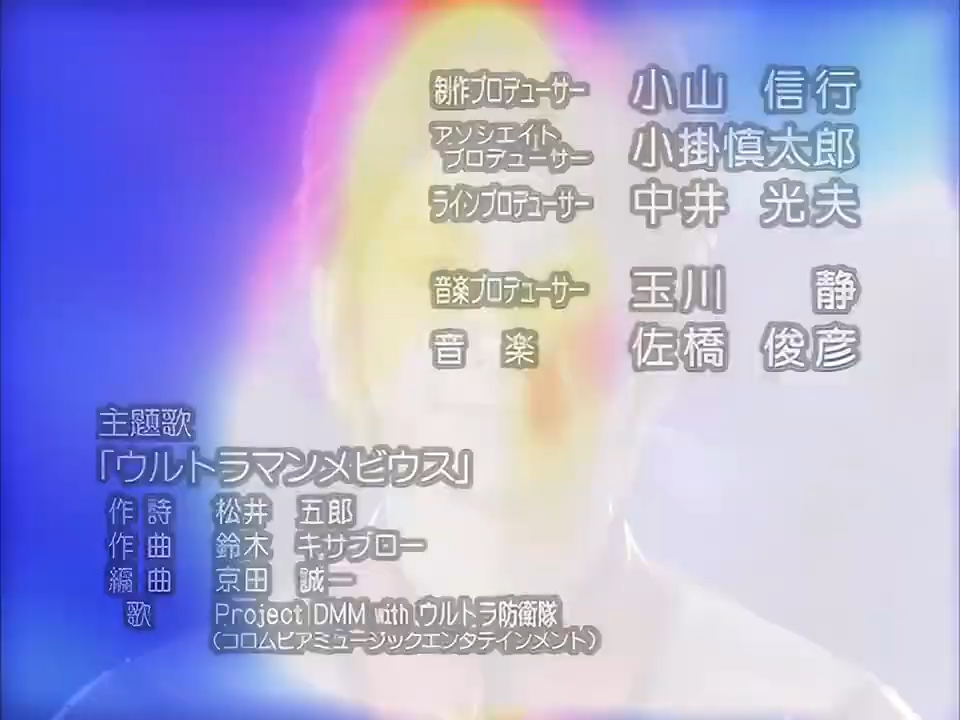 制作プロデューサー 小山 信行
アソシエイト
プロデューサー 小掛慎太郎
ラインプロデューサー 中井 光夫
音楽プロデューサー 玉川 静
音 楽 佐橋 俊彦
主題歌
「ウルトラマンメビウス」
作 詩 松井 五郎
作 曲 鈴木 キサブロー
編 曲 京田 誠一
歌 Project DMM with ウルトラ防衛隊
(コロムビアミュージックエンタテインメント)